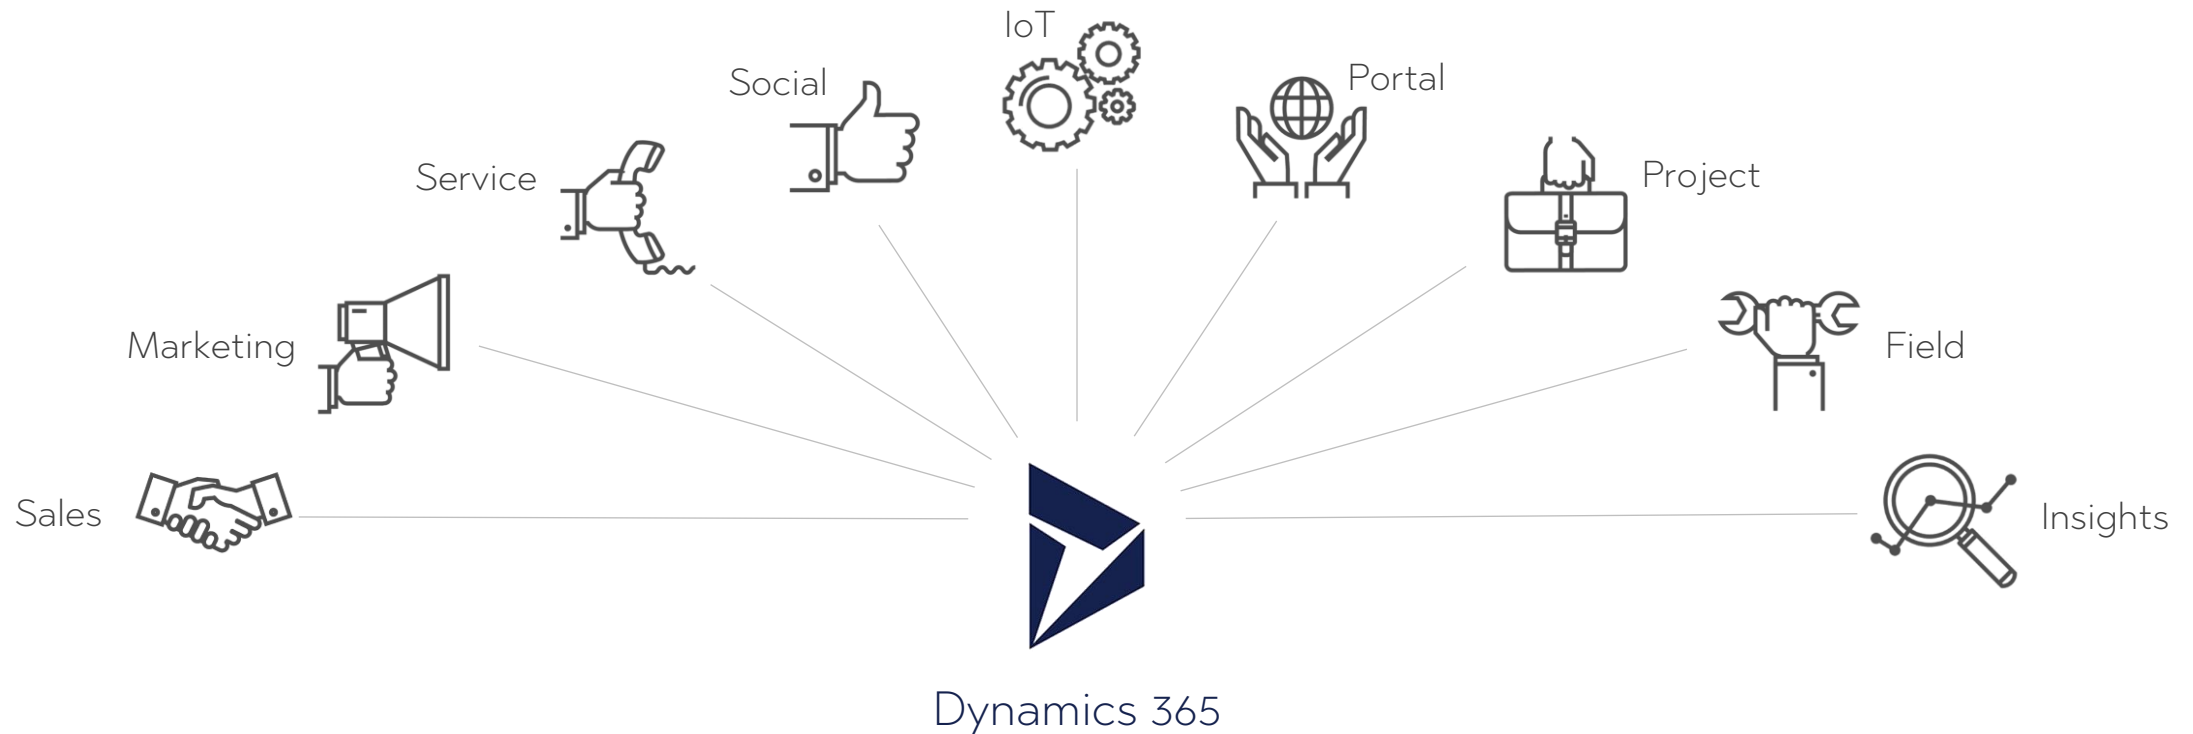 IoT
Social
Portal
Service
Project
Marketing
Field
Sales
Insights
Dynamics 365